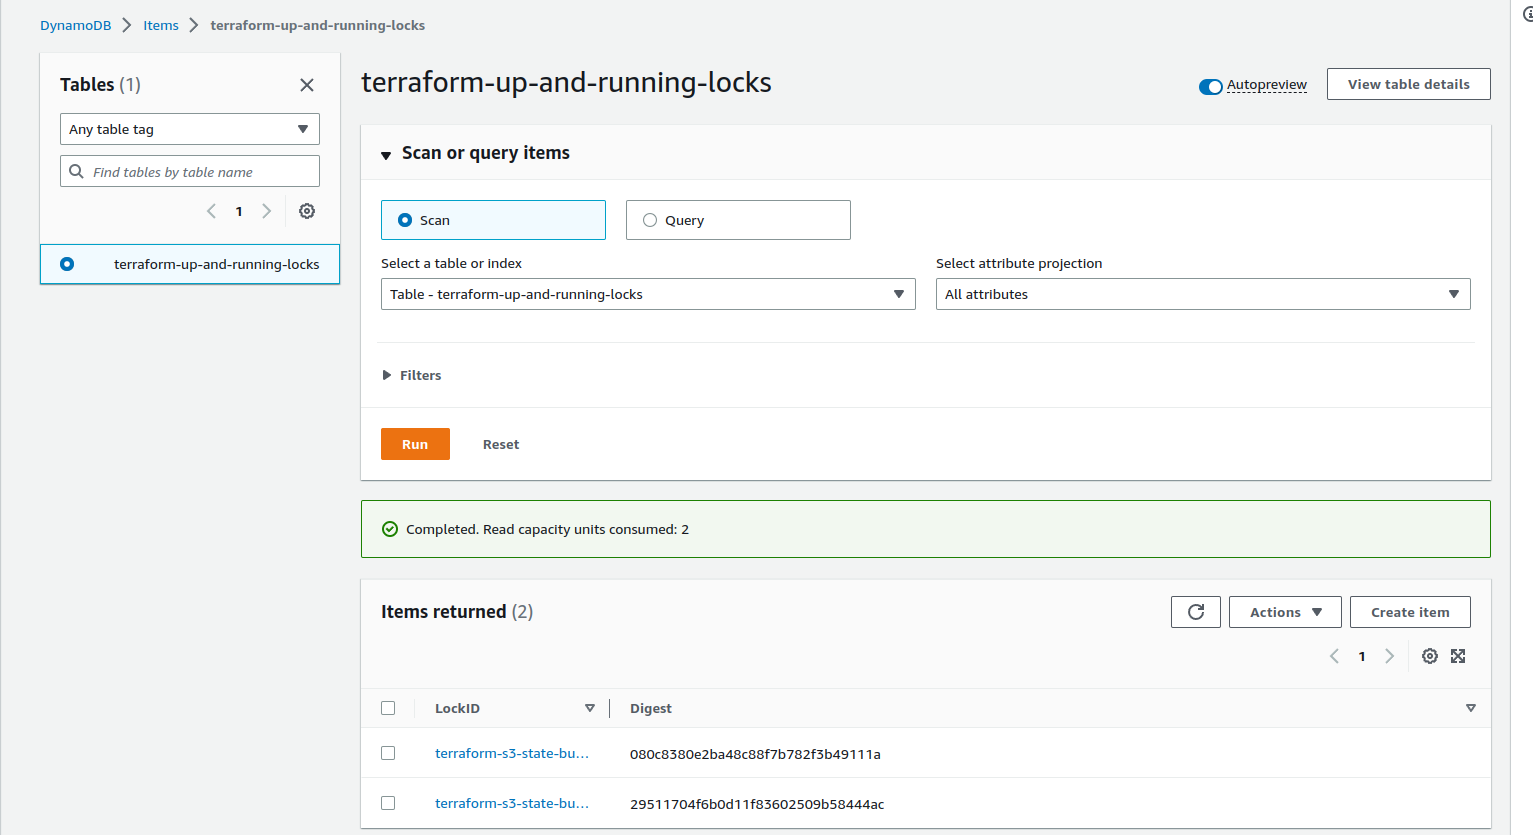 DynamoDB > Items > terraform-up-and-running-locks
Tables (1)
Any table tag
Find tables by table name
1
terraform-up-and-running-locks
terraform-up-and-running-locks
Autopreview
View table details
Scan or query items
Scan
Query
Select a table or index
Select attribute projection
Table - terraform-up-and-running-locks
All attributes
Filters
Run
Reset
Completed. Read capacity units consumed: 2
Items returned (2)
Actions
Create item
1
LockID
Digest
terraform-s3-state-bu...
080c8380e2ba48c88f7b782f3b49111a
terraform-s3-state-bu...
29511704f6b0d11f83602509b58444ac